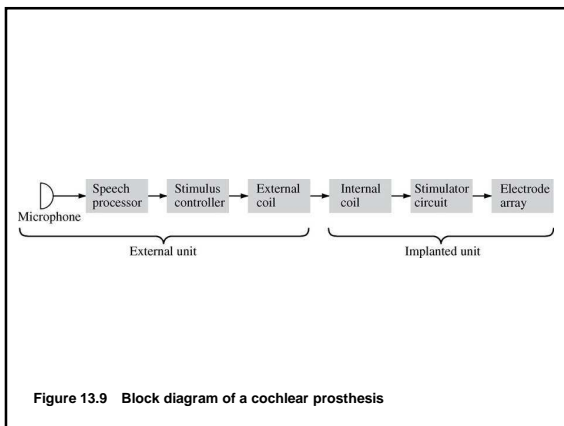 Microphone
Speech
processor
Stimulus
controller
External
coil
Internal
coil
Stimulator
circuit
Electrode
array
External unit
Implanted unit
Figure 13.9 Block diagram of a cochlear prosthesis